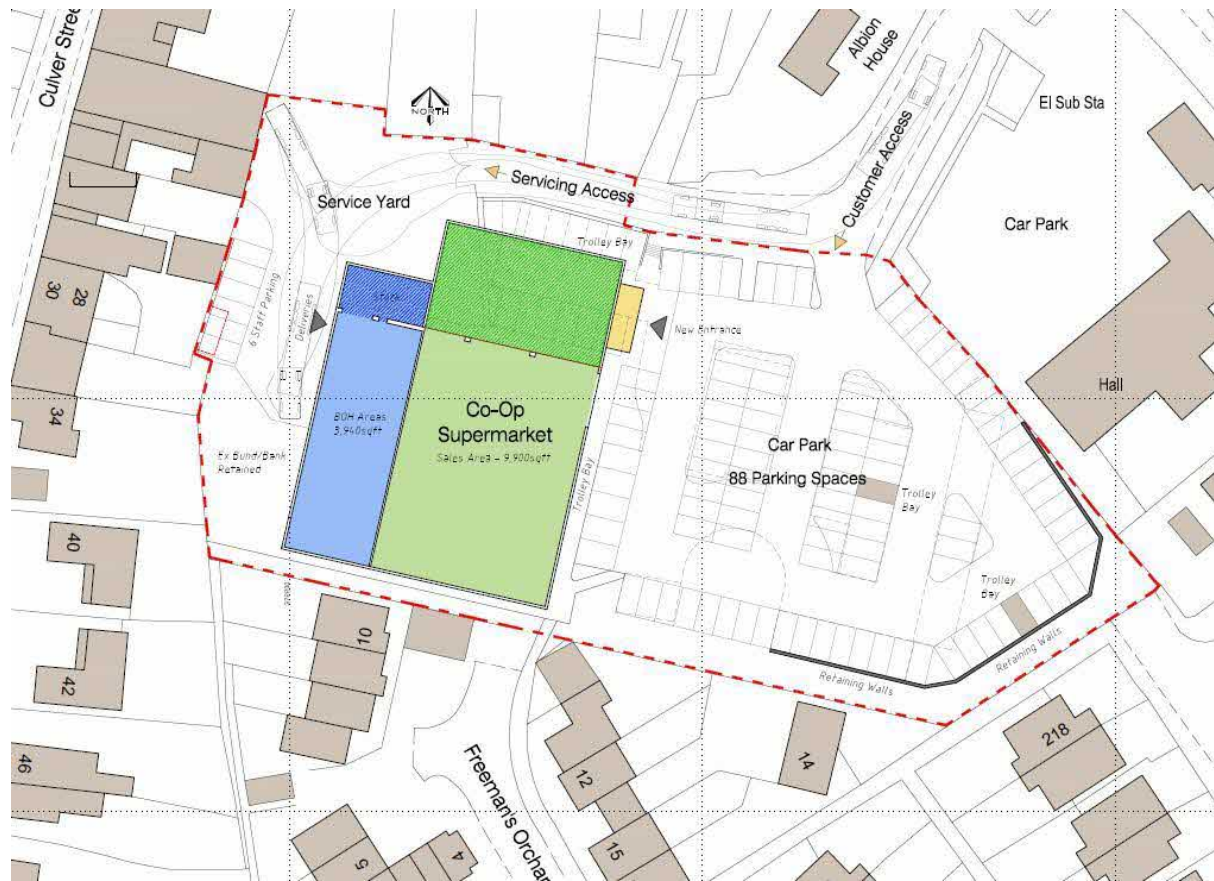 Culver Street
Albion
House
El Sub Sta
NORTH
Customer Access
Servicing Access
Service Yard
Car Park
Trolley Bay
28
30
Stock
6 Staff Parking
Deliveries
New Entrance
Hall
34
BOH Areas
3,940sqft
Co-Op
Supermarket
Sales Area - 9,900sqft
Car Park
88 Parking Spaces
Ex Bund/Bank
Retained
Trolley Bay
Trolley
Bay
40
Trolley
Bay
10
42
Retaining Walls
Retaining Walls
218
14
46
12
Freeman's Orchar
15
5
4